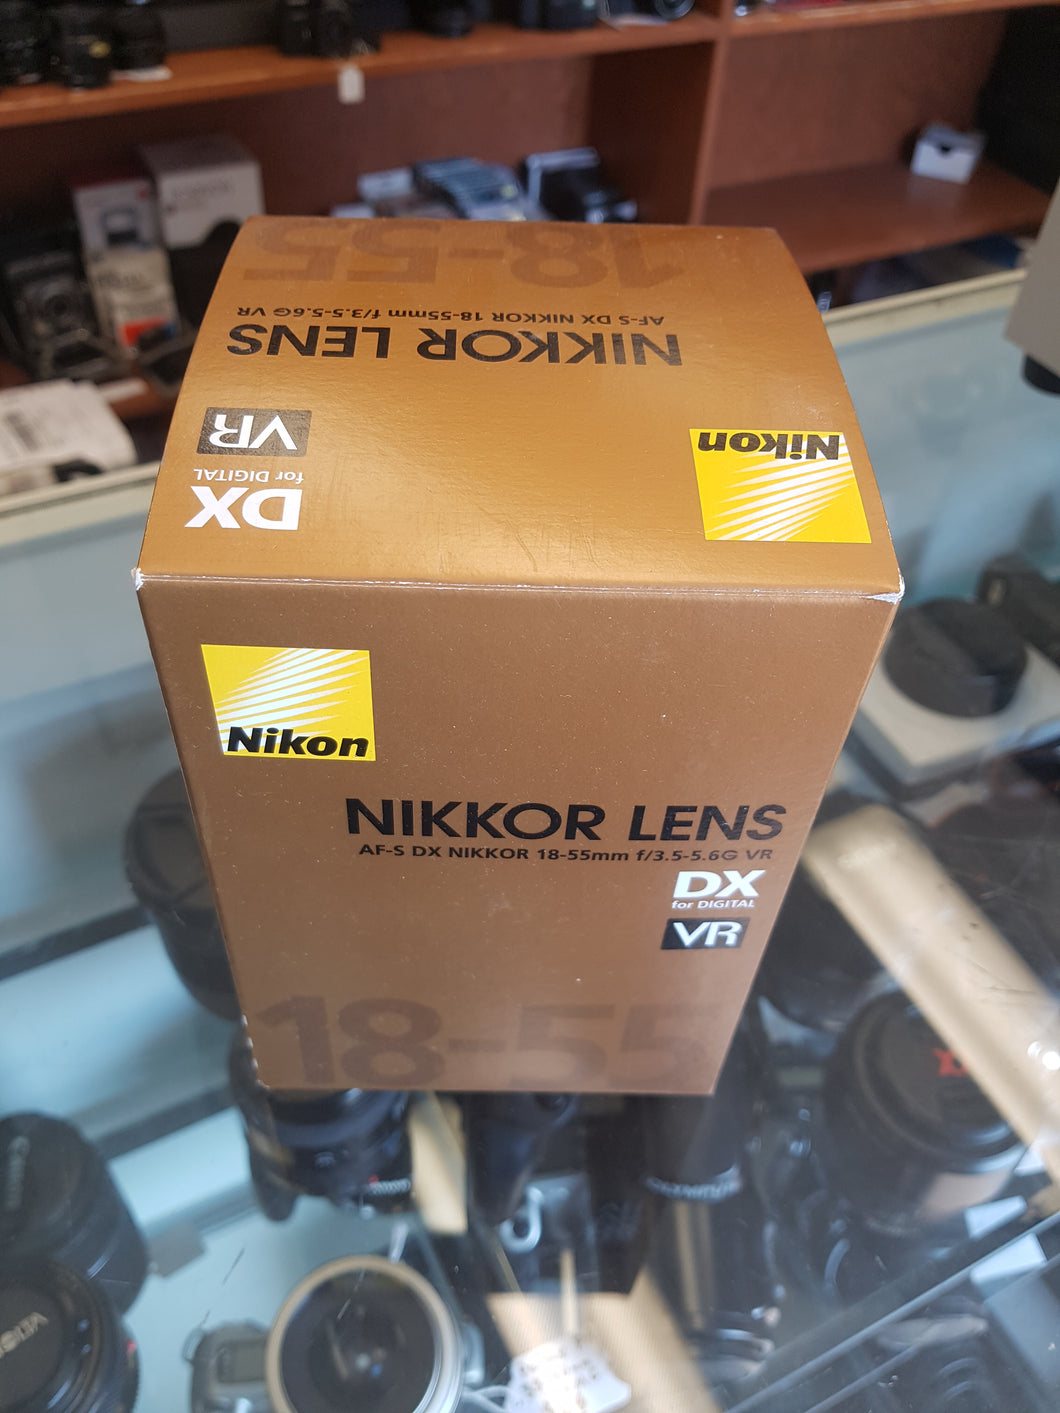 18-55
AF-S DX NIKKOR 18-55mm f/3.5-5.6G VR
NIKKOR LENS
VR
for DIGITAL
DX
Nikon
Nikon
NIKKOR LENS
AF-S DX NIKKOR 18-55mm f/3.5-5.6G VR
DX
for DIGITAL
VR
18-55
OLYMPUS